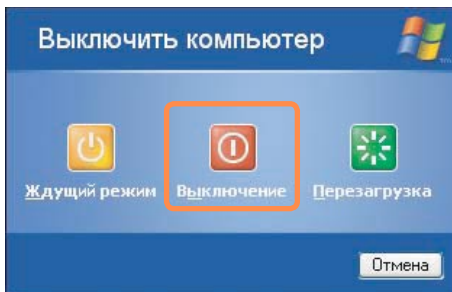 Выключить компьютер
Ждущий режим Выключение Перезагрузка
Отмена